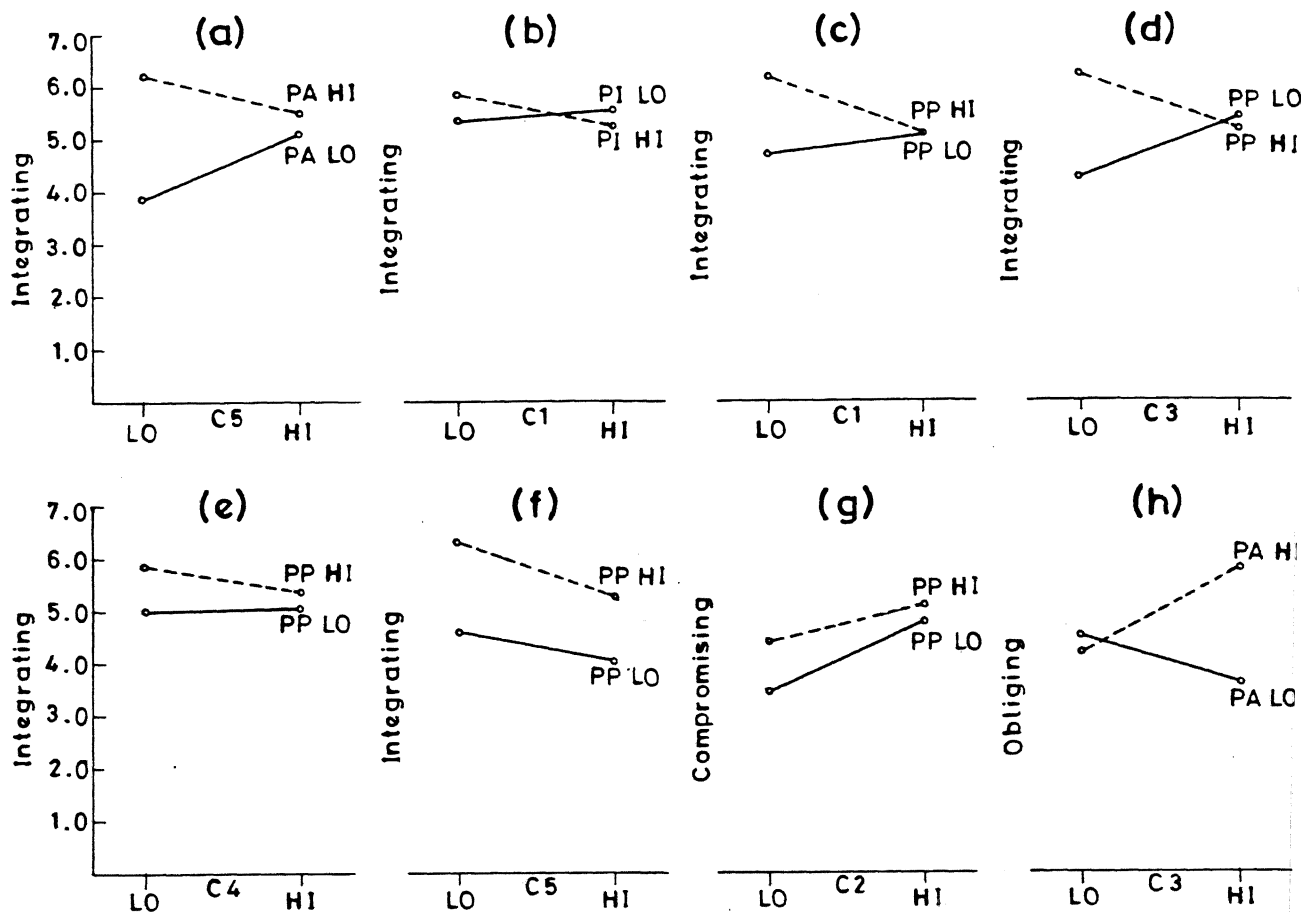 (a)
7.0
6.0
5.0
4.0
3.0
2.0
1.0
Integrating
PA HI
PA LO
LO
C5
HI
(b)
Integrating
PI LO
PI HI
LO
C1
HI
(c)
Integrating
PP HI
PP LO
LO
C1
HI
(d)
Integrating
PP LO
PP HI
LO
C3
HI
(e)
7.0
6.0
5.0
4.0
3.0
2.0
1.0
Integrating
PP HI
PP LO
LO
C4
HI
(f)
Integrating
PP HI
PP LO
LO
C5
HI
(g)
Compromising
PP HI
PP LO
LO
C2
HI
(h)
Obliging
PA HI
PA LO
LO
C3
HI